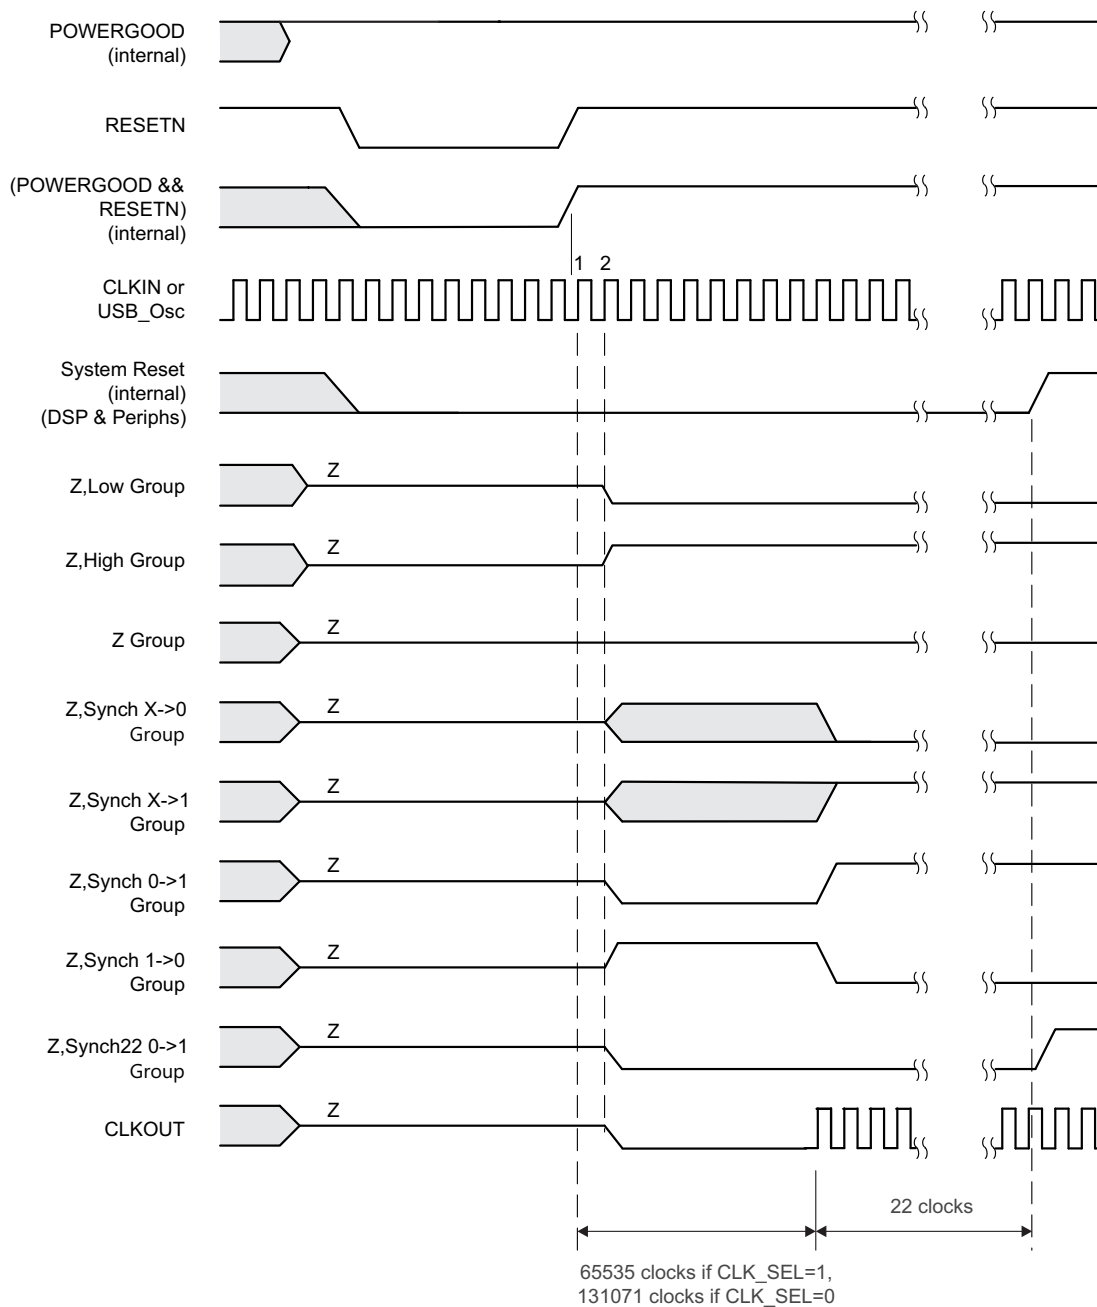 POWERGOOD
(internal)
RESETN
(POWERGOOD &&
RESETN)
(internal)
1 2
CLKIN or
USB_Osc
System Reset
(internal)
(DSP & Periphs)
Z
Z,Low Group
Z
Z,High Group
Z
Z Group
Z
Z,Synch X->0
Group
Z
Z,Synch X->1
Group
Z
Z,Synch 0->1
Group
Z
Z,Synch 1->0
Group
Z
Z,Synch22 0->1
Group
Z
CLKOUT
22 clocks
65535 clocks if CLK_SEL=1,
131071 clocks if CLK_SEL=0